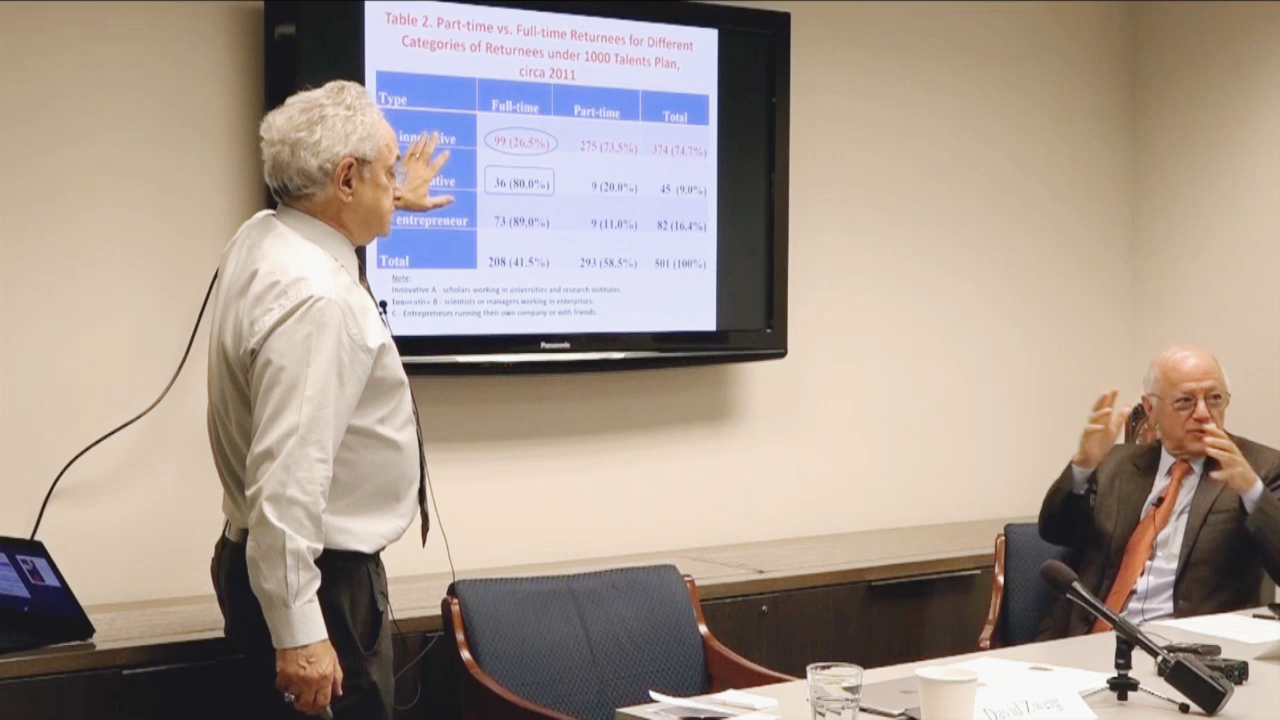 Table 2. Part-time vs. Full-time Returnees for Different
Categories of Returnees under 1000 Talents Plan,
circa 2011
Type Full-time Part-time Total
99 (26.5%) 275 (73.5%) 374 (74.7%)
36 (80.0%) 9 (20.0%) 45 (9.0%)
entrepreneur 73 (89.0%) 9 (11.0%) 82 (16.4%)
Total 208 (41.5%) 293 (58.5%) 501 (100%)
Note:
Innovative A - scholars working in universities and research institutes.
Innovative B - scientists or managers working in enterprises.
C - Entrepreneurs running their own company or with friends.
Panasonic
David Zweig